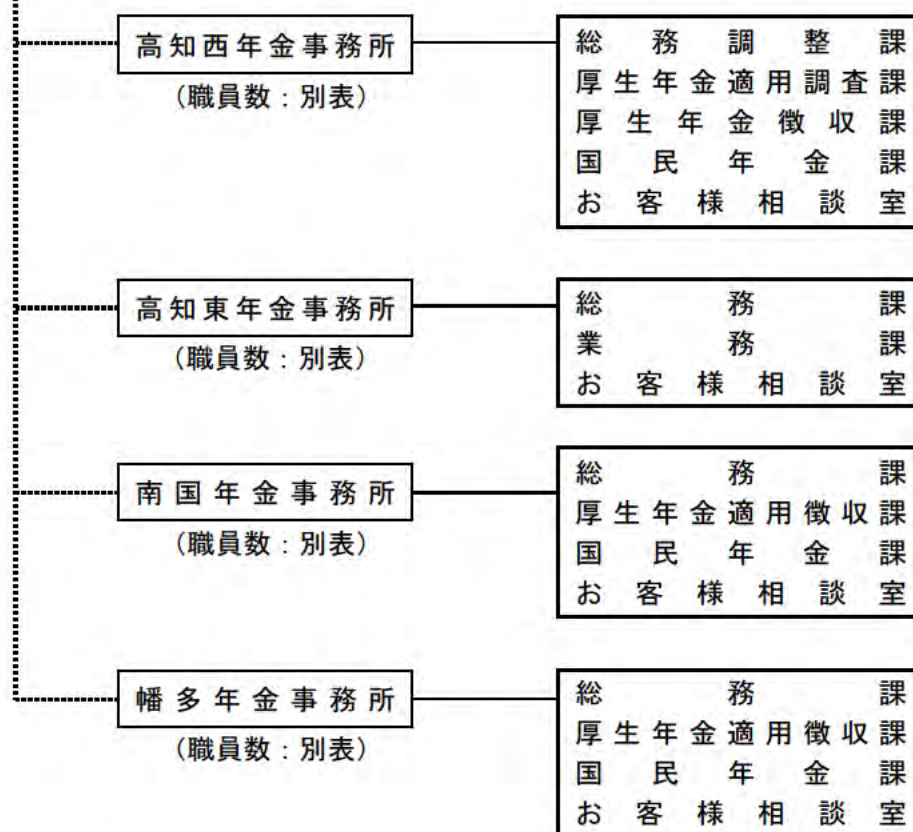 高知西年金事務所
(職員数：別表)
総務調整課
厚生年金適用調査課
厚生年金徴収課
国民年金課
お客様相談室
高知東年金事務所
(職員数：別表)
総務課
業務課
お客様相談室
南国年金事務所
(職員数：別表)
総務課
厚生年金適用徴収課
国民年金課
お客様相談室
幡多年金事務所
(職員数：別表)
総務課
厚生年金適用徴収課
国民年金課
お客様相談室